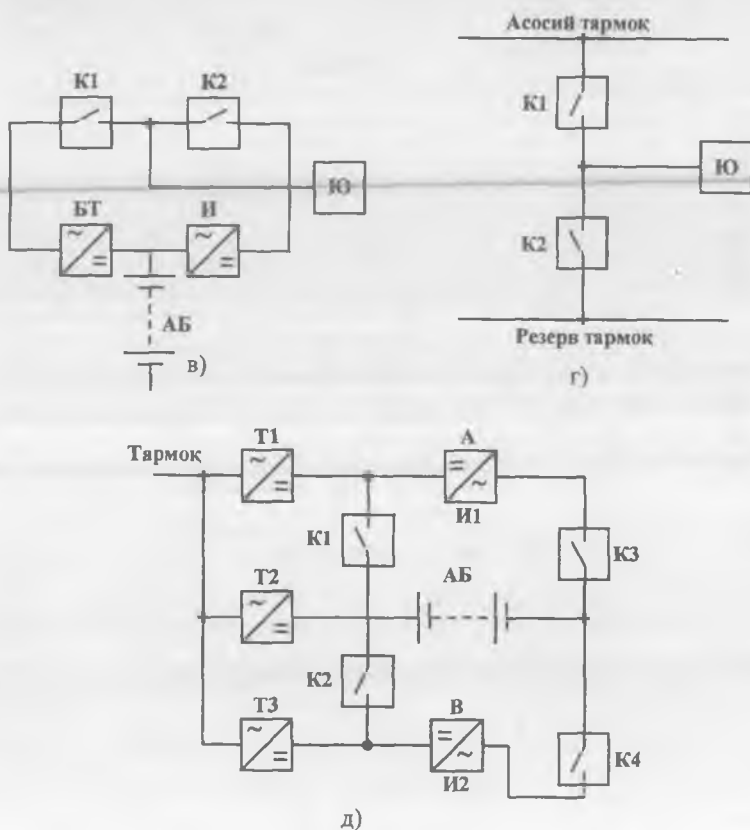 К1
К2
Ю
БТ
И
АБ
в)
Асосий тармоқ
К1
Ю
К2
Резерв тармоқ
г)
Тармоқ
Т1
А
И1
К1
К3
Т2
АБ
К2
Т3
В
И2
К4
д)